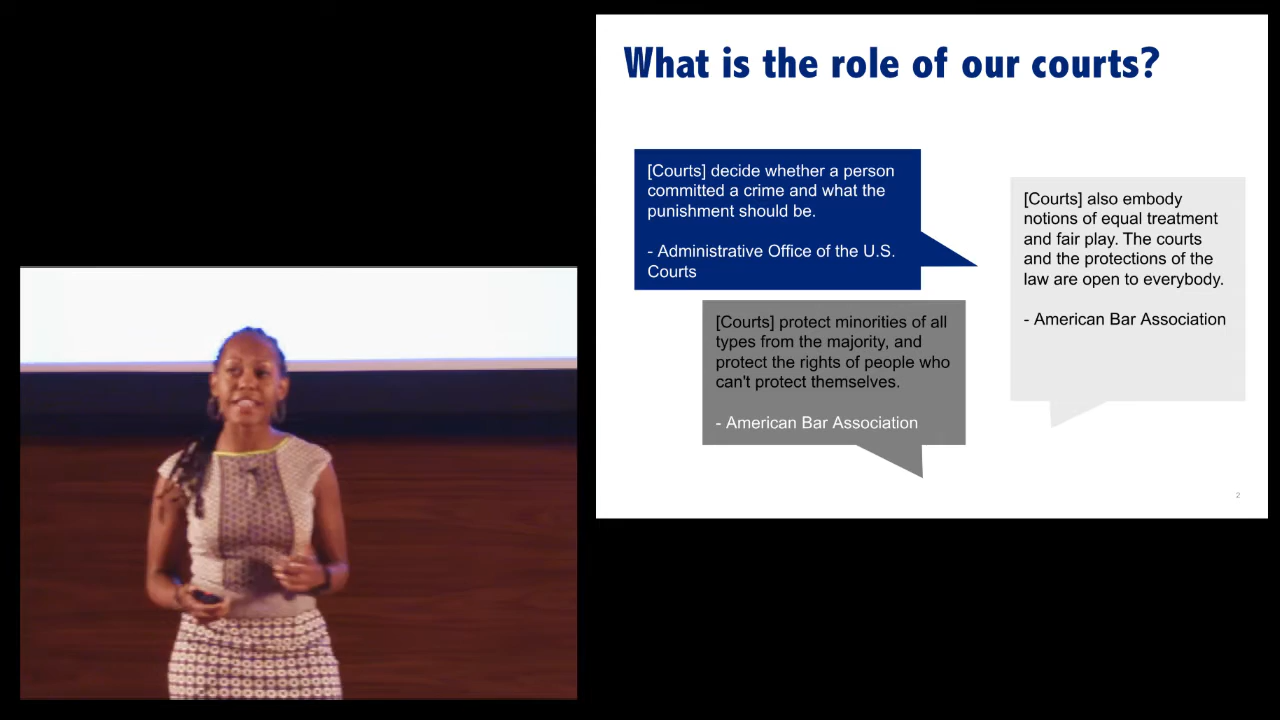 What is the role of our courts?
[Courts] decide whether a person
committed a crime and what the
punishment should be.
- Administrative Office of the U.S.
Courts
[Courts] protect minorities of all
types from the majority, and
protect the rights of people who
can't protect themselves.
- American Bar Association
[Courts] also embody
notions of equal treatment
and fair play. The courts
and the protections of the
law are open to everybody.
- American Bar Association
2